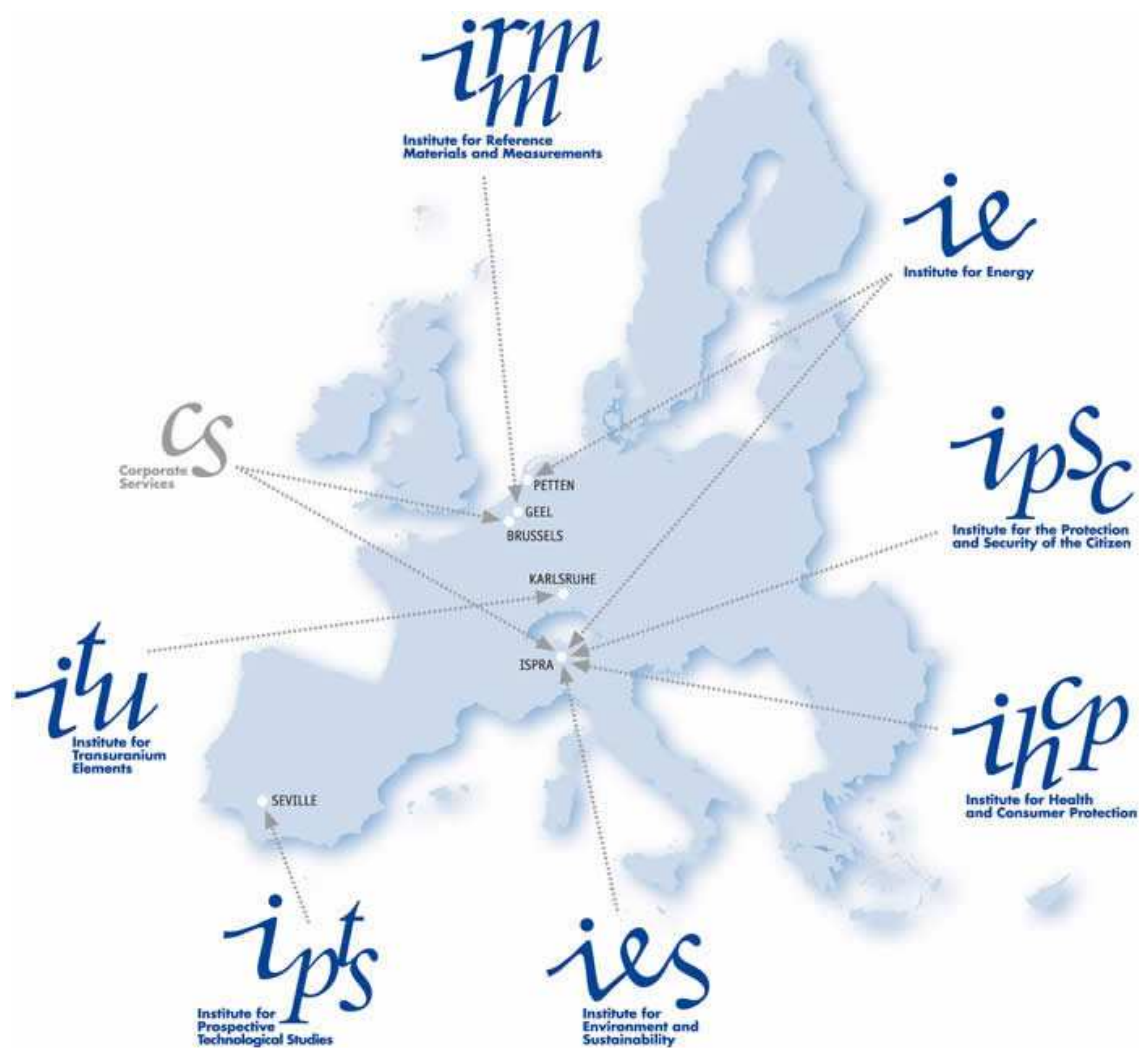 irmm
Institute for Reference
Materials and Measurements
ie
Institute for Energy
cs
Corporate
Services
ipsc
Institute for the Protection
and Security of the Citizen
PETTEN
GEEL
BRUSSELS
KARLSRUHE
ISPRA
itu
Institute for
Transuranium
Elements
ihcp
Institute for Health
and Consumer Protection
SEVILLE
ipts
Institute for
Prospective
Technological Studies
ies
Institute for
Environment and
Sustainability